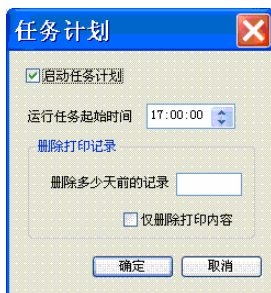 任务计划
启动任务计划
运行任务起始时间 17:00:00
删除打印记录
删除多少天前的记录
仅删除打印内容
确定 取消